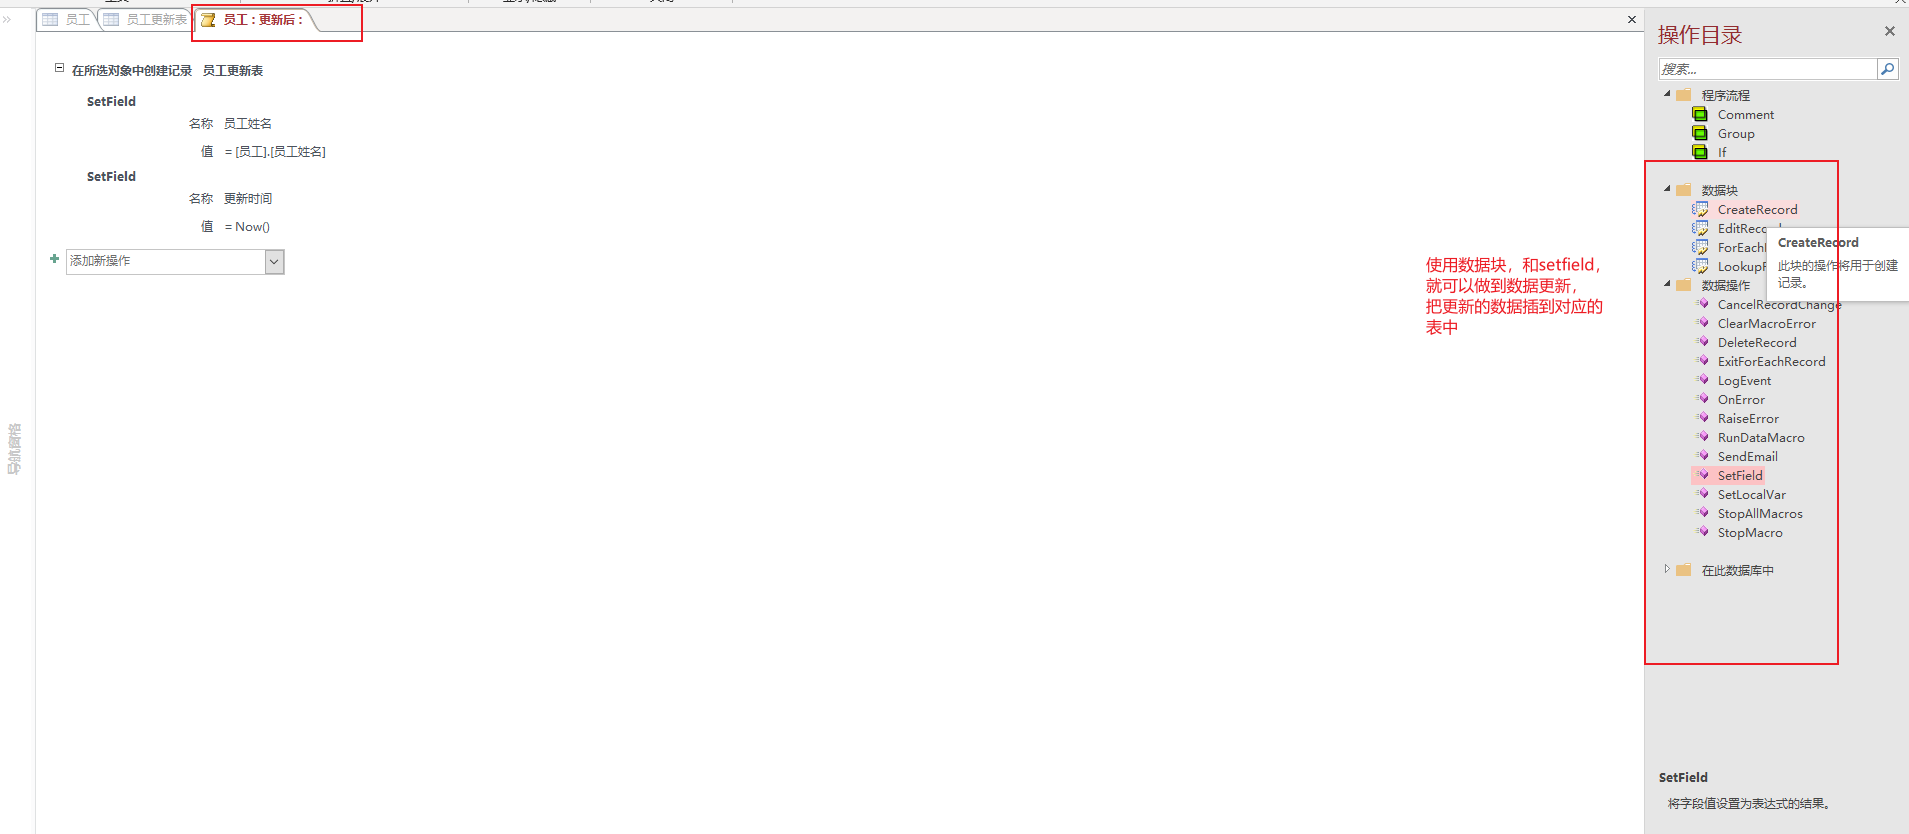 员工
员工更新表
员工 : 更新后 :
在所选对象中创建记录 员工更新表
SetField
名称 员工姓名
值 = [员工].[员工姓名]
SetField
名称 更新时间
值 = Now()
添加新操作
导航窗格
使用数据块，和setfield，
就可以做到数据更新，
把更新的数据插到对应的
表中
操作目录
搜索...
程序流程
Comment
Group
If
数据块
CreateRecord
EditReco
ForEach
Lookup
CreateRecord
此块的操作将用于创建
记录。
数据操作
CancelRecordChange
ClearMacroError
DeleteRecord
ExitForEachRecord
LogEvent
OnError
RaiseError
RunDataMacro
SendEmail
SetField
SetLocalVar
StopAllMacros
StopMacro
在此数据库中
SetField
将字段值设置为表达式的结果。